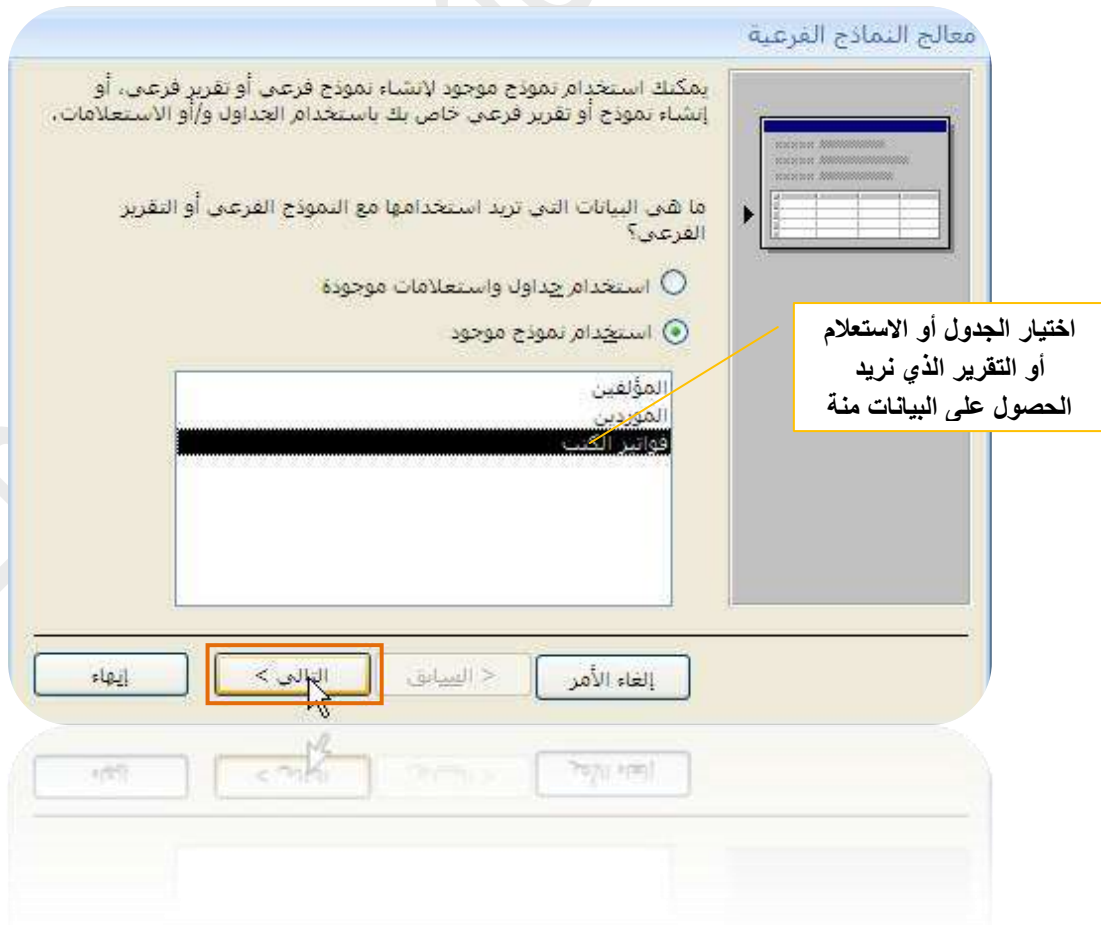 معالج النماذج الفرعية
يمكنك استخدام نموذج موجود لإنشاء نموذج فرعي أو تقرير فرعي، أو
إنشاء نموذج أو تقرير فرعي خاص بك باستخدام الجداول و/أو الاستعلامات.
ما هي البيانات التي تريد استخدامها مع النموذج الفرعي أو التقرير
الفرعي؟
استخدام جداول واستعلامات موجودة
استخدام نموذج موجود
اختيار الجدول أو الاستعلام
أو التقرير الذي نريد
الحصول على البيانات منة
المؤلفين
الموردين
فواتير الكتب
إلغاء الأمر
< السابق
التالي >
إنهاء